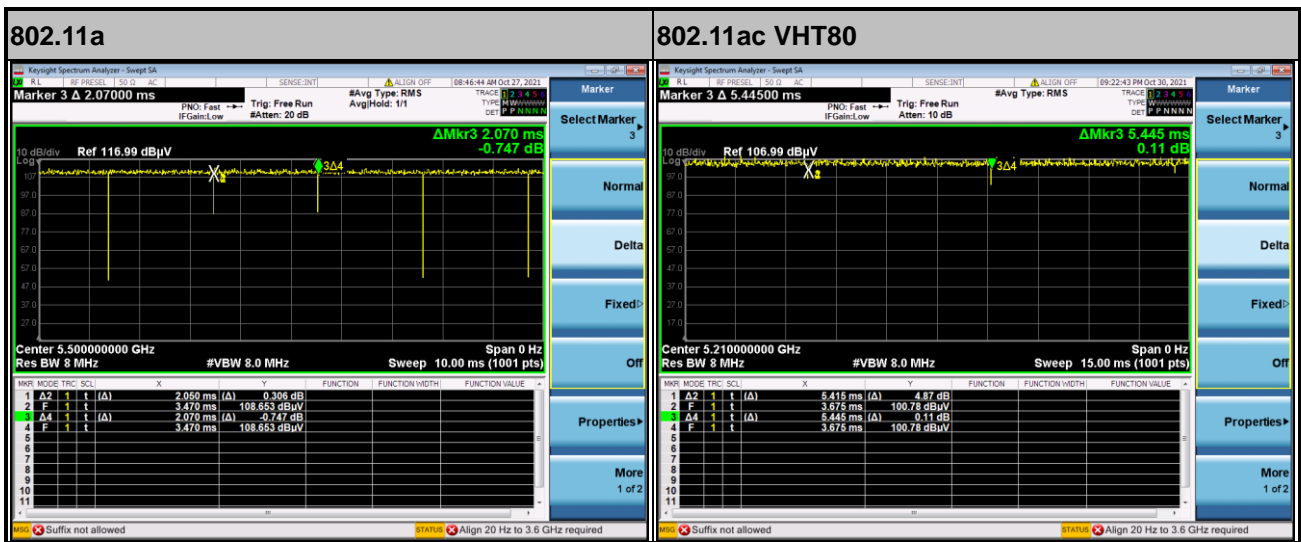 802.11a
Keysight Spectrum Analyzer - Swept SA
RL RF PRESEL 50 Ω AC SENSE:INT ALIGN OFF 08:46:44 AM Oct 27, 2021
Marker 3 Δ 2.07000 ms
PNO: Fast
IFGain:Low
Trig: Free Run
#Atten: 20 dB
#Avg Type: RMS
Avg|Hold: 1/1
TRACE 1 2 3 4 5 6
TYPE MWWWWW
DET P P N N N N
ΔMkr3 2.070 ms
-0.747 dB
10 dB/div Ref 116.99 dBµV
Log
107
97.0
87.0
77.0
67.0
57.0
47.0
37.0
27.0
3Δ4
Center 5.500000000 GHz Span 0 Hz
Res BW 8 MHz #VBW 8.0 MHz Sweep 10.00 ms (1001 pts)
MKR MODE TRC SCL X Y FUNCTION FUNCTION WIDTH FUNCTION VALUE
1 Δ2 1 t (Δ) 2.050 ms (Δ) 0.306 dB
2 F 1 t 3.470 ms 108.653 dBµV
3 Δ4 1 t (Δ) 2.070 ms (Δ) -0.747 dB
4 F 1 t 3.470 ms 108.653 dBµV
5
6
7
8
9
10
11
MSG Suffix not allowed STATUS Align 20 Hz to 3.6 GHz required
Marker
Select Marker
3
Normal
Delta
Fixed
Off
Properties
More
1 of 2
802.11ac VHT80
Keysight Spectrum Analyzer - Swept SA
RL RF PRESEL 50 Ω AC SENSE:INT ALIGN OFF 09:22:43 PM Oct 30, 2021
Marker 3 Δ 5.44500 ms
PNO: Fast
IFGain:Low
Trig: Free Run
Atten: 10 dB
#Avg Type: RMS
TRACE 1 2 3 4 5 6
TYPE WWWWWW
DET P P N N N N
ΔMkr3 5.445 ms
0.11 dB
10 dB/div Ref 106.99 dBµV
Log
97.0
87.0
77.0
67.0
57.0
47.0
37.0
27.0
17.0
3Δ4
Center 5.210000000 GHz Span 0 Hz
Res BW 8 MHz #VBW 8.0 MHz Sweep 15.00 ms (1001 pts)
MKR MODE TRC SCL X Y FUNCTION FUNCTION WIDTH FUNCTION VALUE
1 Δ2 1 t (Δ) 5.415 ms (Δ) 4.87 dB
2 F 1 t 3.675 ms 100.78 dBµV
3 Δ4 1 t (Δ) 5.445 ms (Δ) 0.11 dB
4 F 1 t 3.675 ms 100.78 dBµV
5
6
7
8
9
10
11
MSG Suffix not allowed STATUS Align 20 Hz to 3.6 GHz required
Marker
Select Marker
3
Normal
Delta
Fixed
Off
Properties
More
1 of 2